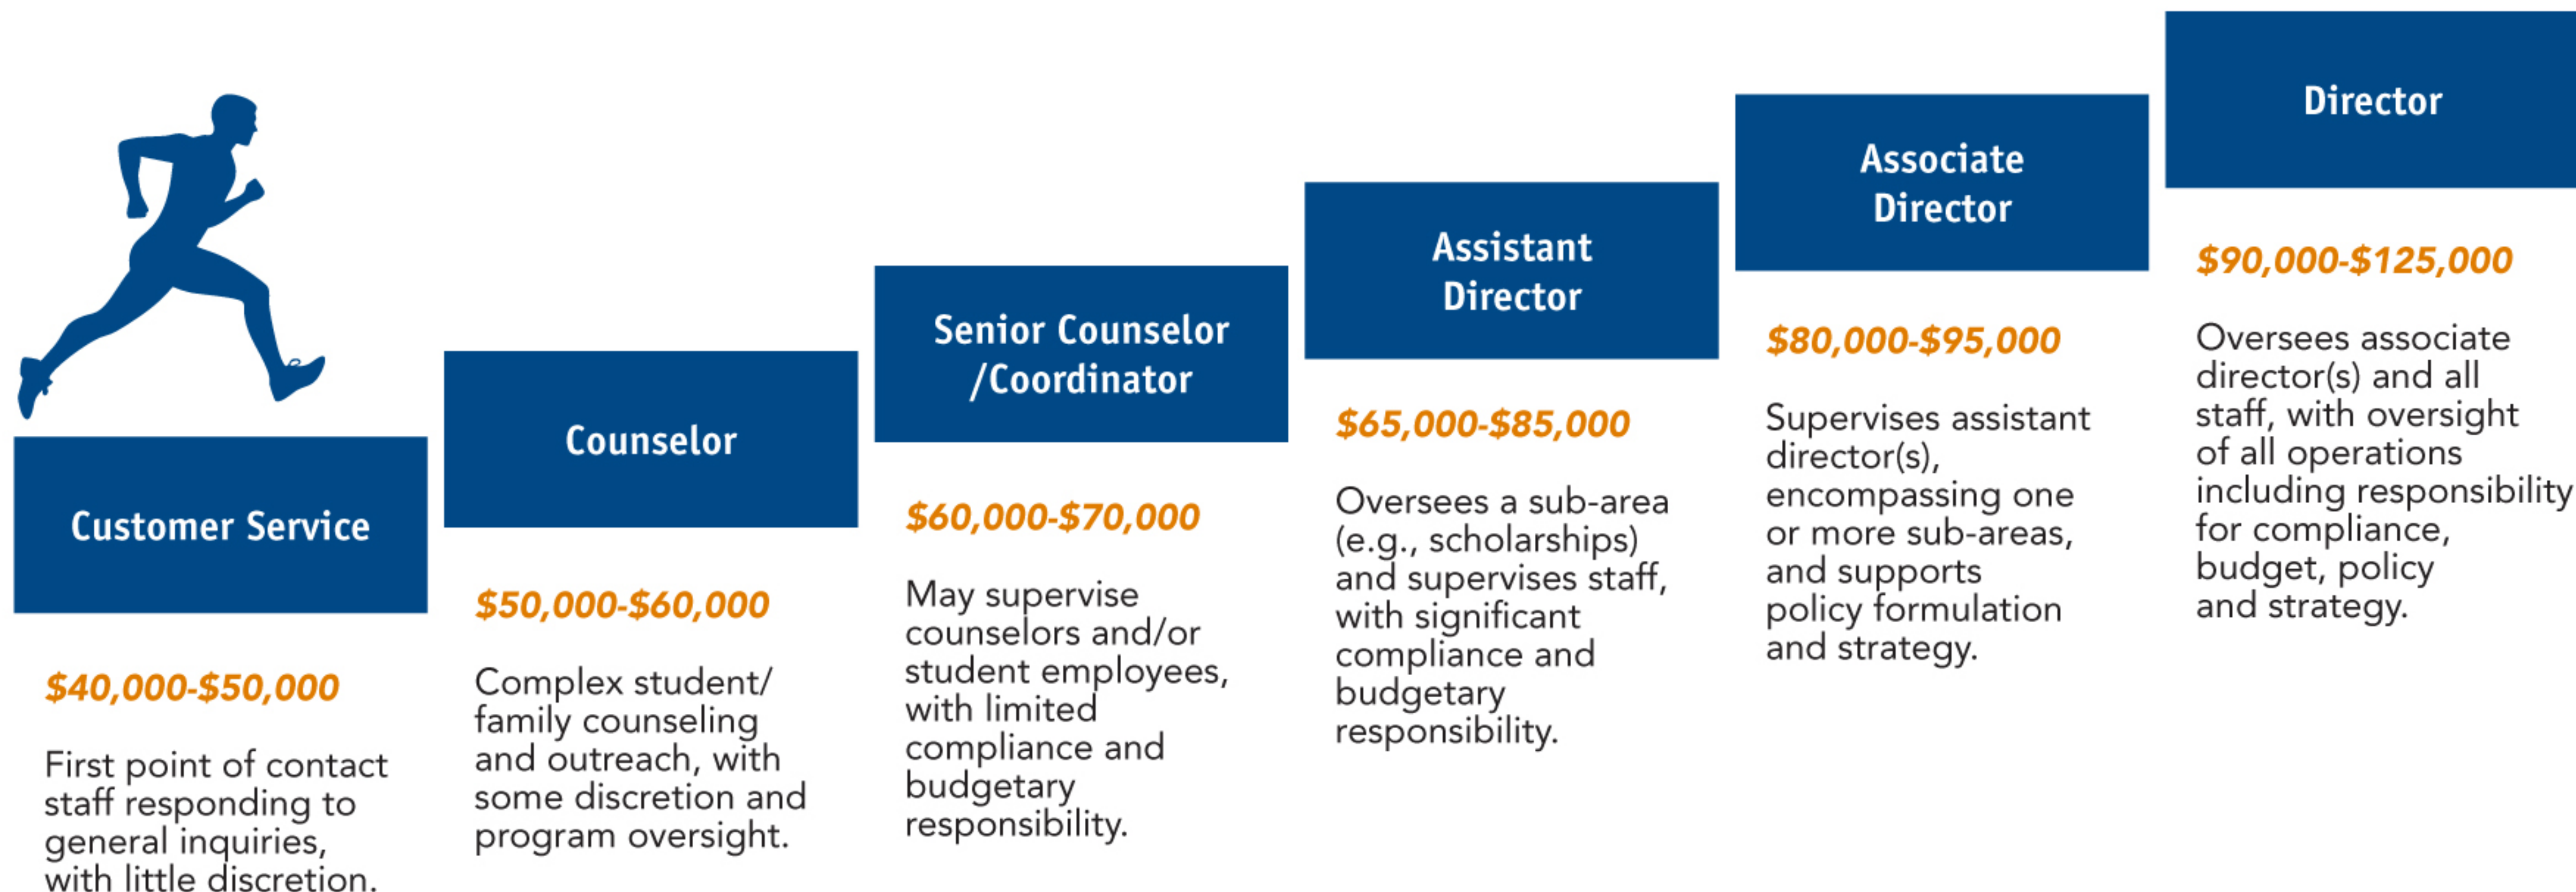 Customer Service
$40,000-$50,000
First point of contact
staff responding to
general inquiries,
with little discretion.
Counselor
$50,000-$60,000
Complex student/
family counseling
and outreach, with
some discretion and
program oversight.
Senior Counselor
/Coordinator
$60,000-$70,000
May supervise
counselors and/or
student employees,
with limited
compliance and
budgetary
responsibility.
Assistant
Director
$65,000-$85,000
Oversees a sub-area
(e.g., scholarships)
and supervises staff,
with significant
compliance and
budgetary
responsibility.
Associate
Director
$80,000-$95,000
Supervises assistant
director(s),
encompassing one
or more sub-areas,
and supports
policy formulation
and strategy.
Director
$90,000-$125,000
Oversees associate
director(s) and all
staff, with oversight
of all operations
including responsibility
for compliance,
budget, policy
and strategy.